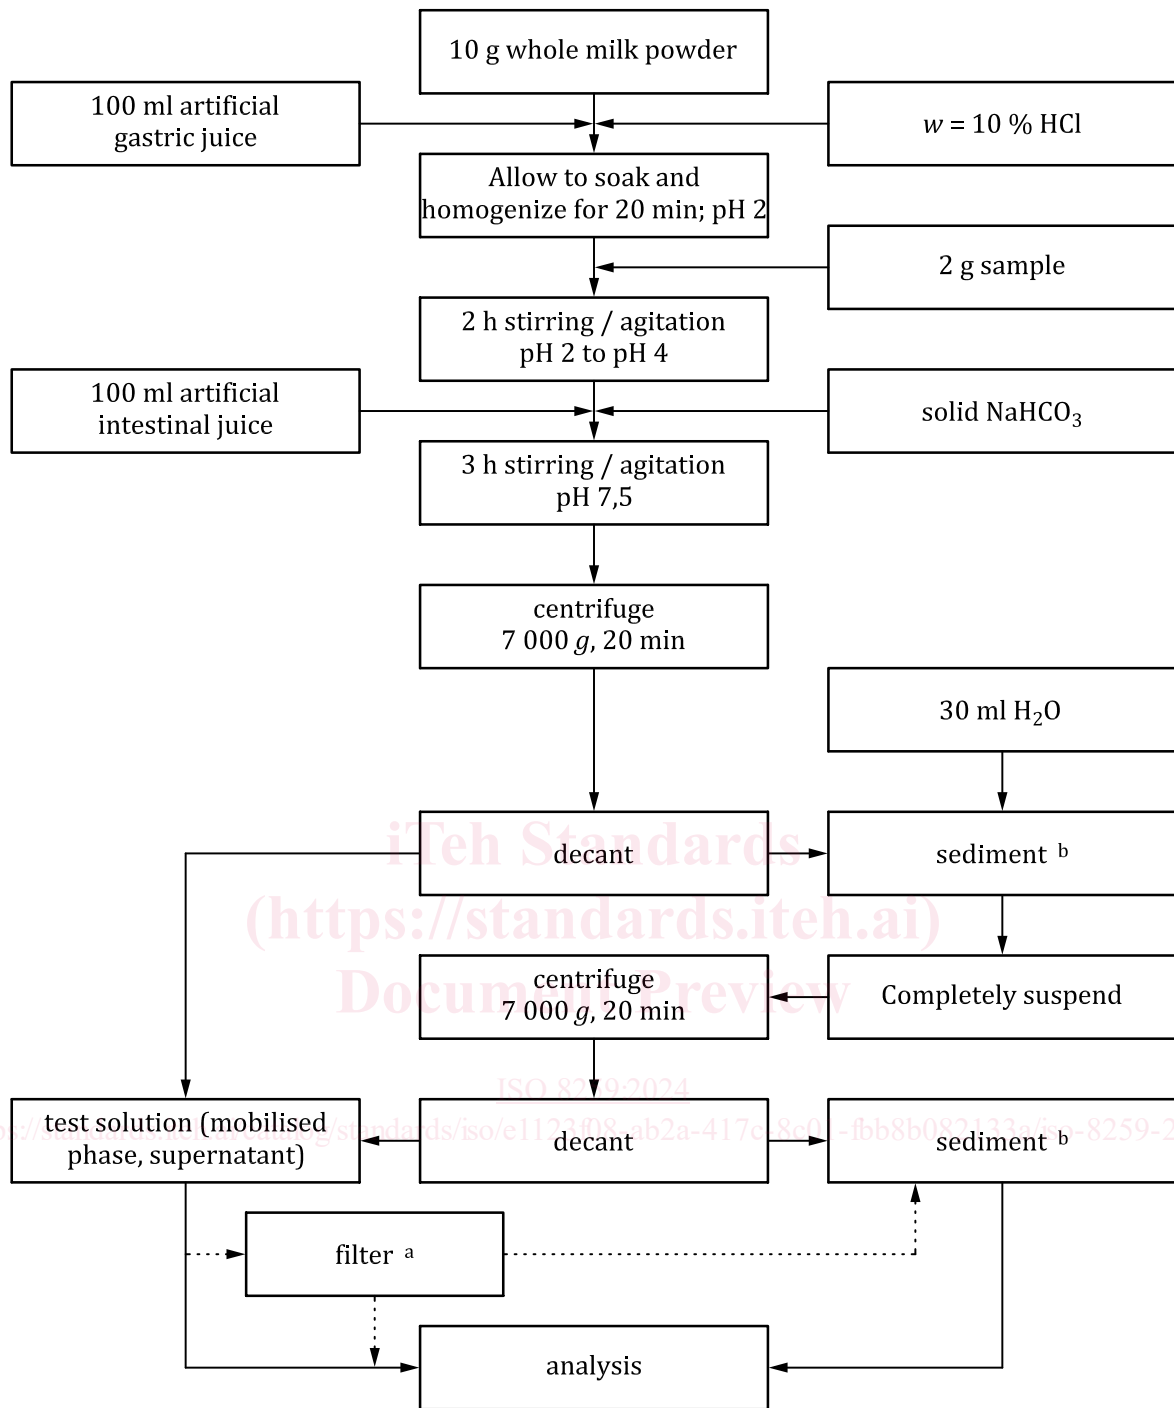 10 g whole milk powder
100 ml artificial
gastric juice
w = 10 % HCl
Allow to soak and
homogenize for 20 min; pH 2
2 g sample
2 h stirring / agitation
pH 2 to pH 4
100 ml artificial
intestinal juice
solid NaHCO₃
3 h stirring / agitation
pH 7,5
centrifuge
7 000 g, 20 min
30 ml H₂O
decant
sediment ᵇ
iTeh Standards
(https://standards.iteh.ai)
Document Preview
centrifuge
7 000 g, 20 min
Completely suspend
ISO 8259:2024
test solution (mobilised
phase, supernatant)
decant
sediment ᵇ
filter ᵃ
analysis